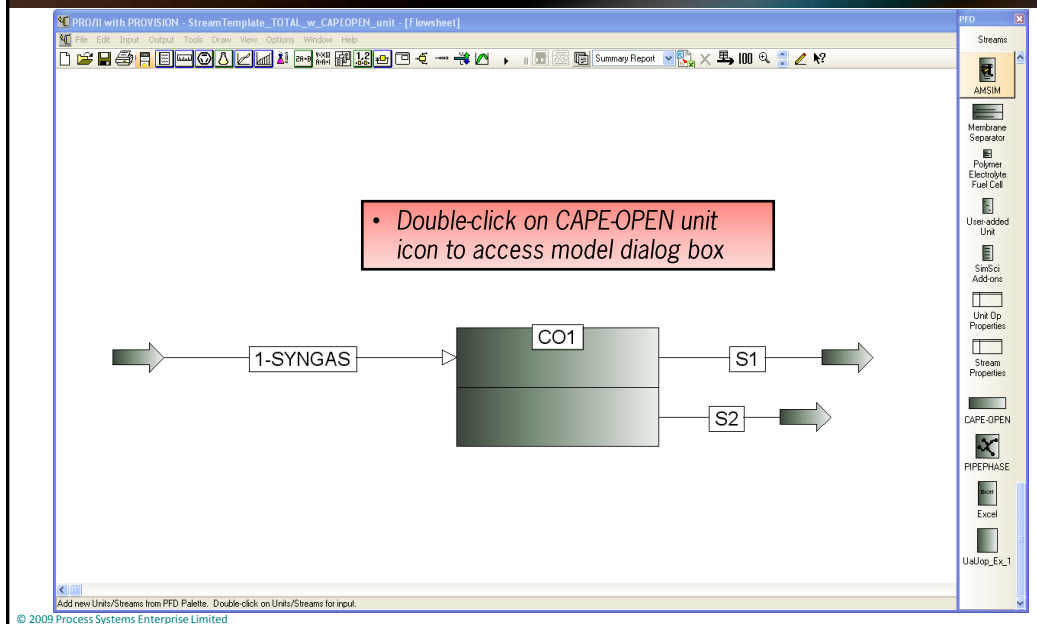 PRO/II with PROVISION - StreamTemplate_TOTAL_w_CAPEOPEN_unit - [Flowsheet]
File Edit Input Output Tools Draw View Options Window Help
Summary Report
100
• Double-click on CAPE-OPEN unit
icon to access model dialog box
CO1
1-SYNGAS
S1
S2
Add new Units/Streams from PFD Palette. Double-click on Units/Streams for input.
PFD
Streams
AMSIM
Membrane
Separator
Polymer
Electrolyte
Fuel Cell
User-added
Unit
SimSci
Add-ons
Unit Op
Properties
Stream
Properties
CAPE-OPEN
PIPEPHASE
Excel
Excel
UaUop_Ex_1
© 2009 Process Systems Enterprise Limited